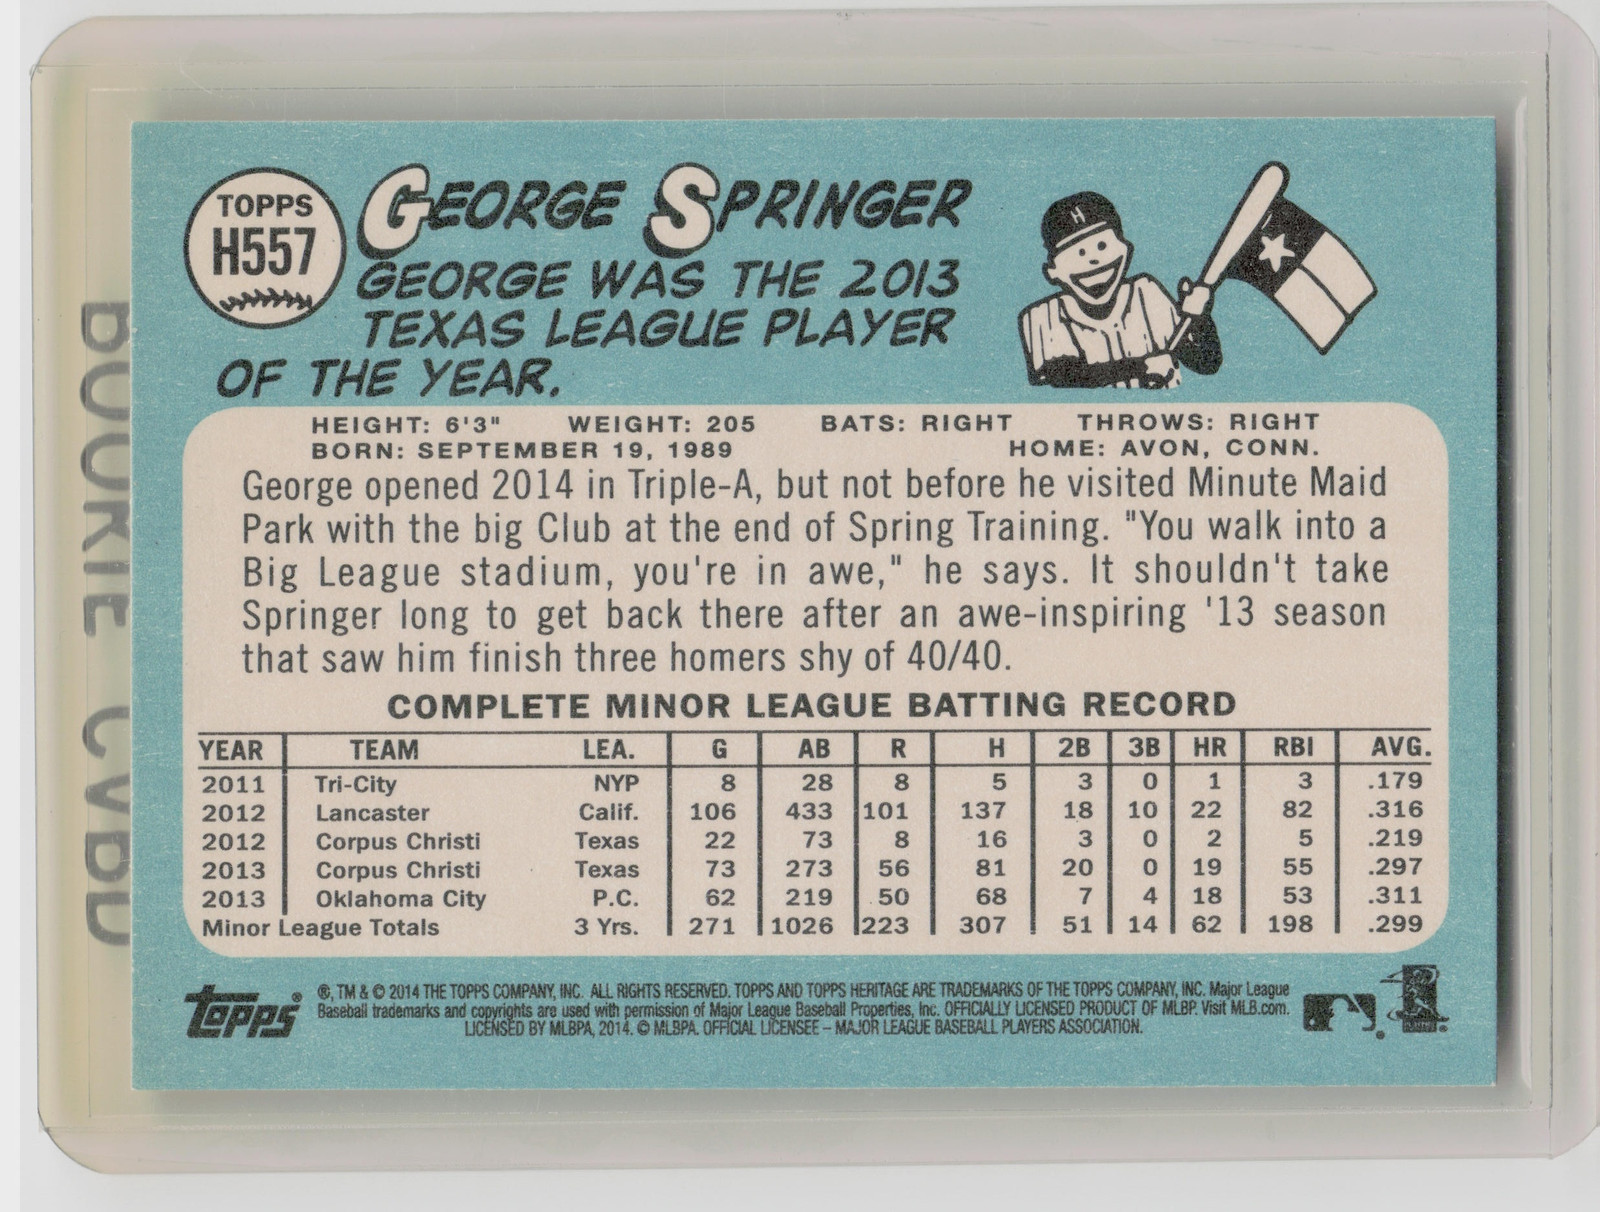 TOPPS
H557
GEORGE SPRINGER
GEORGE WAS THE 2013
TEXAS LEAGUE PLAYER
OF THE YEAR.
H
HEIGHT: 6'3" WEIGHT: 205 BATS: RIGHT THROWS: RIGHT
BORN: SEPTEMBER 19, 1989 HOME: AVON, CONN.
George opened 2014 in Triple-A, but not before he visited Minute Maid
Park with the big Club at the end of Spring Training. "You walk into a
Big League stadium, you're in awe," he says. It shouldn't take
Springer long to get back there after an awe-inspiring '13 season
that saw him finish three homers shy of 40/40.
COMPLETE MINOR LEAGUE BATTING RECORD
YEAR TEAM LEA. G AB R H 2B 3B HR RBI AVG.
2011 Tri-City NYP 8 28 8 5 3 0 1 3 .179
2012 Lancaster Calif. 106 433 101 137 18 10 22 82 .316
2012 Corpus Christi Texas 22 73 8 16 3 0 2 5 .219
2013 Corpus Christi Texas 73 273 56 81 20 0 19 55 .297
2013 Oklahoma City P.C. 62 219 50 68 7 4 18 53 .311
Minor League Totals 3 Yrs. 271 1026 223 307 51 14 62 198 .299
topps®
®, TM & © 2014 THE TOPPS COMPANY, INC. ALL RIGHTS RESERVED. TOPPS AND TOPPS HERITAGE ARE TRADEMARKS OF THE TOPPS COMPANY, INC. Major League
Baseball trademarks and copyrights are used with permission of Major League Baseball Properties, Inc. OFFICIALLY LICENSED PRODUCT OF MLBP. Visit MLB.com.
LICENSED BY MLBPA, 2014. © MLBPA. OFFICIAL LICENSEE – MAJOR LEAGUE BASEBALL PLAYERS ASSOCIATION.